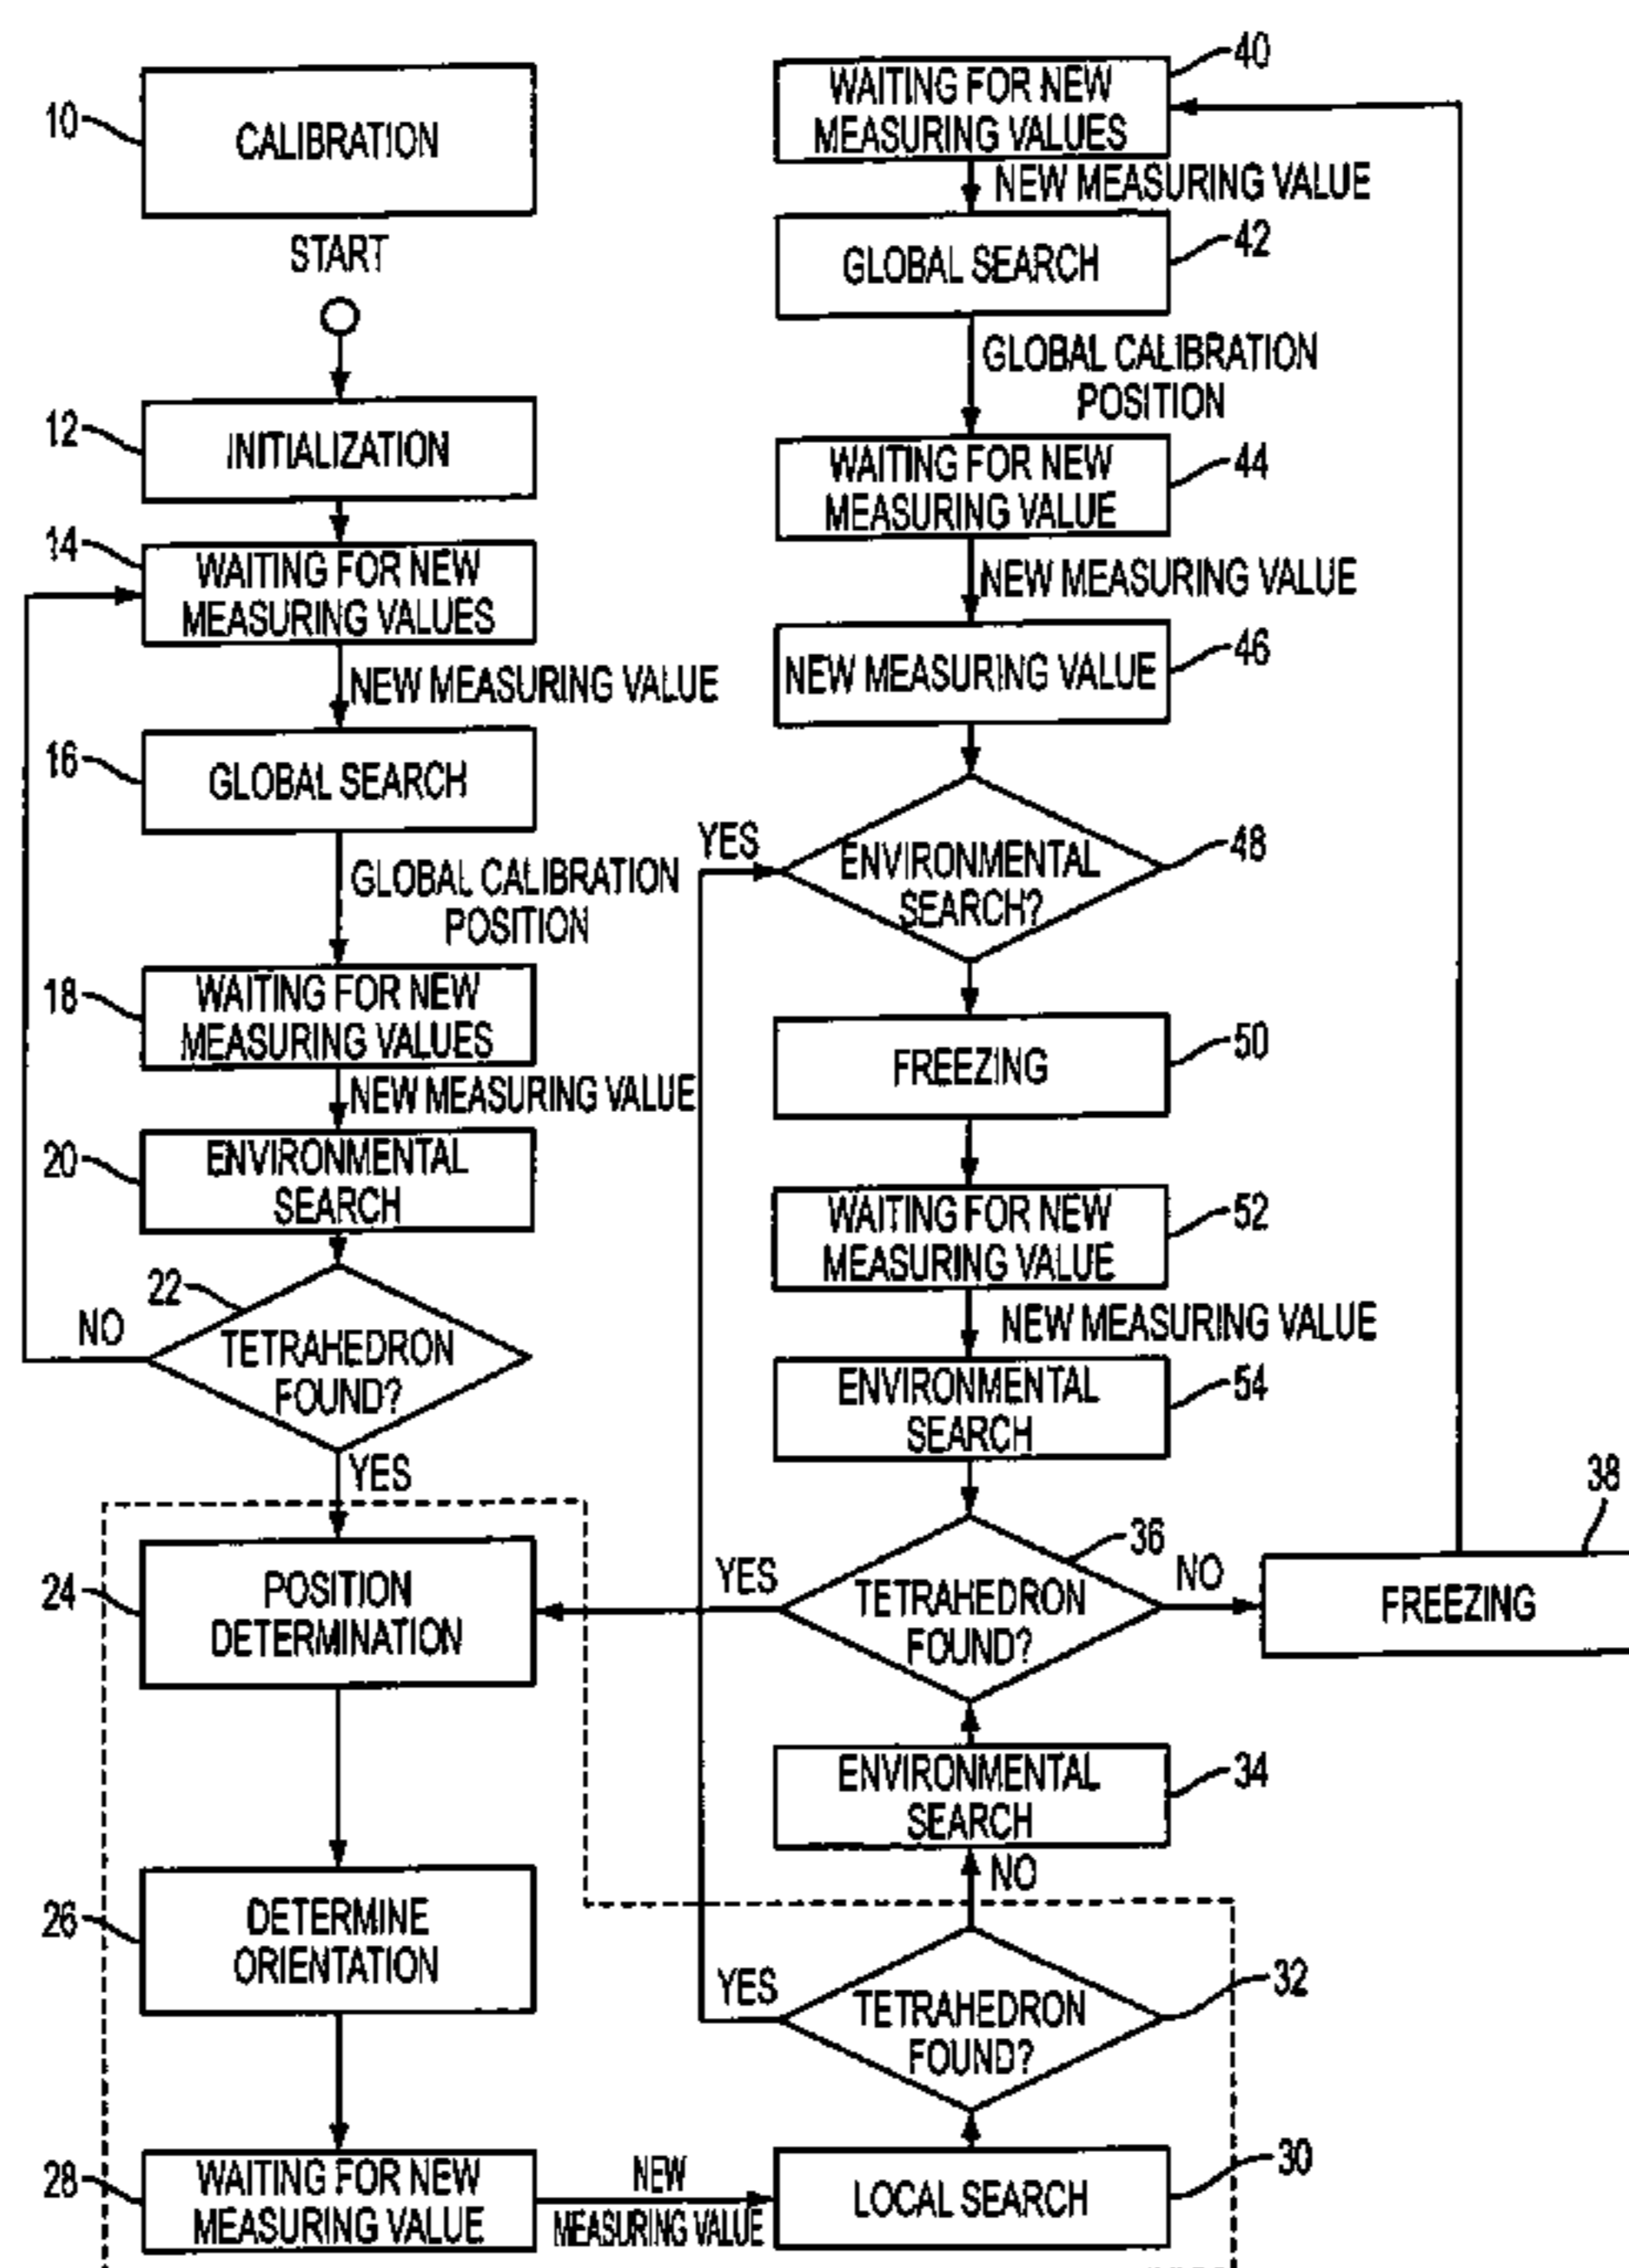 10
CALIBRATION
START
12
INITIALIZATION
14
WAITING FOR NEW
MEASURING VALUES
NEW MEASURING VALUE
16
GLOBAL SEARCH
GLOBAL CALIBRATION
POSITION
18
WAITING FOR NEW
MEASURING VALUES
NEW MEASURING VALUE
20
ENVIRONMENTAL
SEARCH
22
NO
TETRAHEDRON
FOUND?
YES
24
POSITION
DETERMINATION
26
DETERMINE
ORIENTATION
28
WAITING FOR NEW
MEASURING VALUE
NEW
MEASURING VALUE
40
WAITING FOR NEW
MEASURING VALUES
NEW MEASURING VALUE
42
GLOBAL SEARCH
GLOBAL CALIBRATION
POSITION
44
WAITING FOR NEW
MEASURING VALUE
NEW MEASURING VALUE
46
NEW MEASURING VALUE
YES
48
ENVIRONMENTAL
SEARCH?
50
FREEZING
52
WAITING FOR NEW
MEASURING VALUE
NEW MEASURING VALUE
54
ENVIRONMENTAL
SEARCH
36
YES
TETRAHEDRON
FOUND?
NO
38
FREEZING
34
ENVIRONMENTAL
SEARCH
NO
YES
32
TETRAHEDRON
FOUND?
30
LOCAL SEARCH